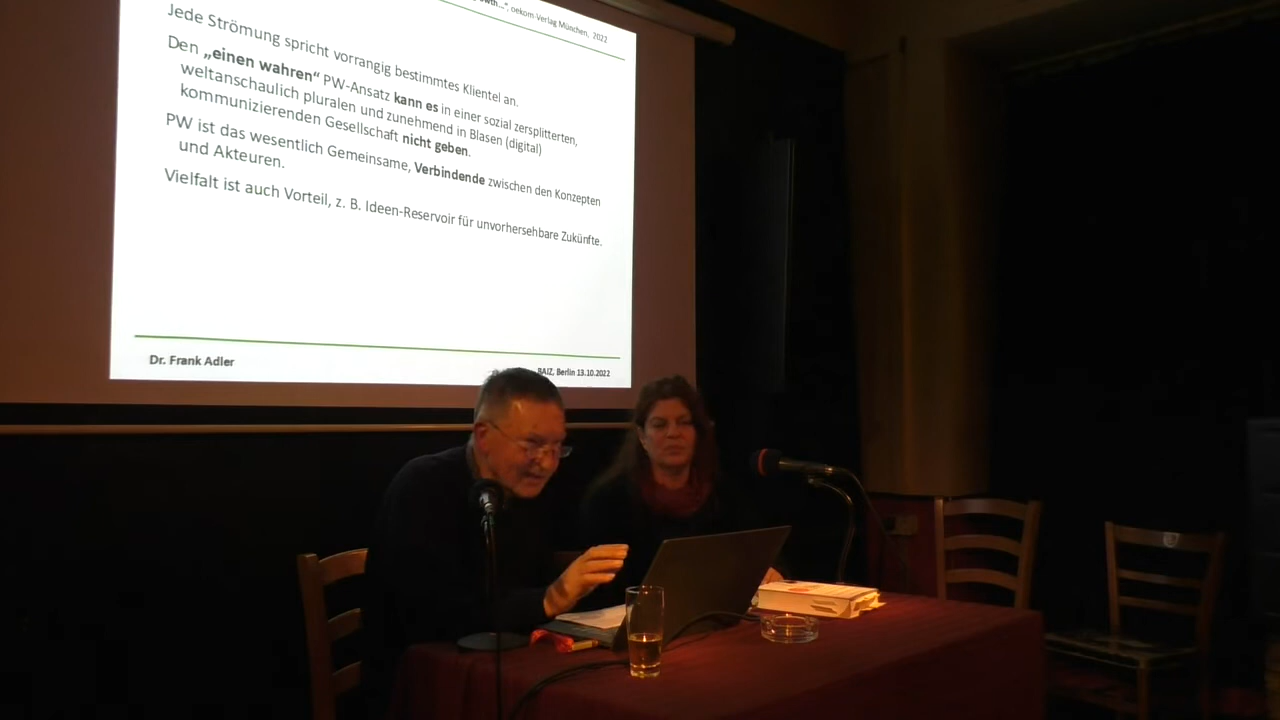 owth...“, oekom-Verlag München, 2022
Jede Strömung spricht vorrangig bestimmtes Klientel an.
Den „einen wahren“ PW-Ansatz kann es in einer sozial zersplitterten,
weltanschaulich pluralen und zunehmend in Blasen (digital)
kommunizierenden Gesellschaft nicht geben.
PW ist das wesentlich Gemeinsame, Verbindende zwischen den Konzepten
und Akteuren.
Vielfalt ist auch Vorteil, z. B. Ideen-Reservoir für unvorhersehbare Zukünfte.
Dr. Frank Adler
BAIZ, Berlin 13.10.2022